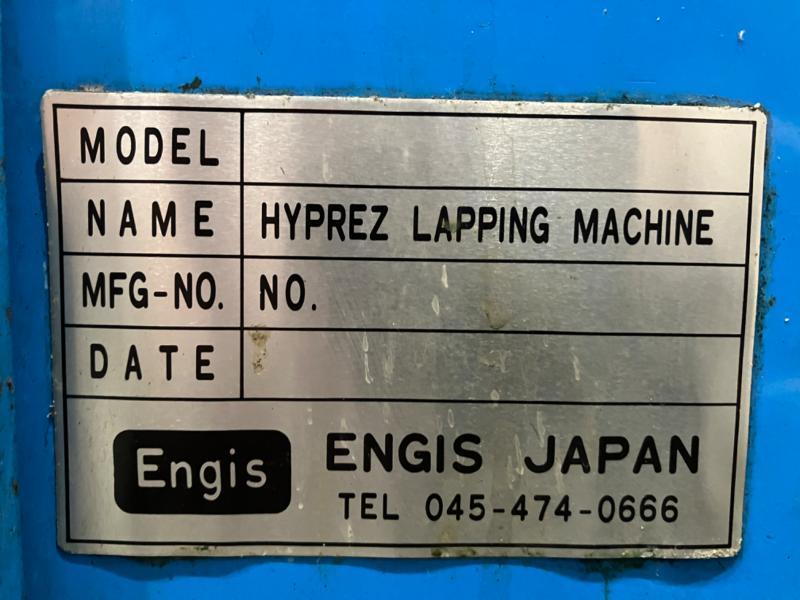 MODEL
NAME HYPREZ LAPPING MACHINE
MFG-NO. NO.
DATE
Engis ENGIS JAPAN
TEL 045-474-0666